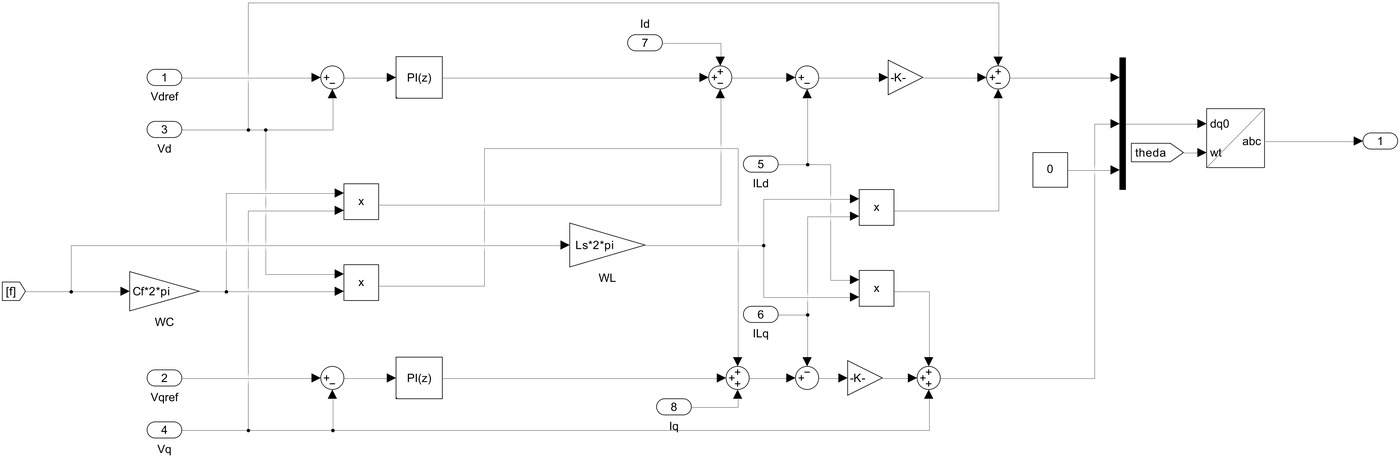 Id
7
1
Vdref
PI(z)
-K-
3
Vd
dq0
wt
abc
theda
1
0
5
ILd
x
x
Ls*2*pi
WL
[f]
Cf*2*pi
WC
x
x
6
ILq
2
Vqref
PI(z)
-K-
8
Iq
4
Vq